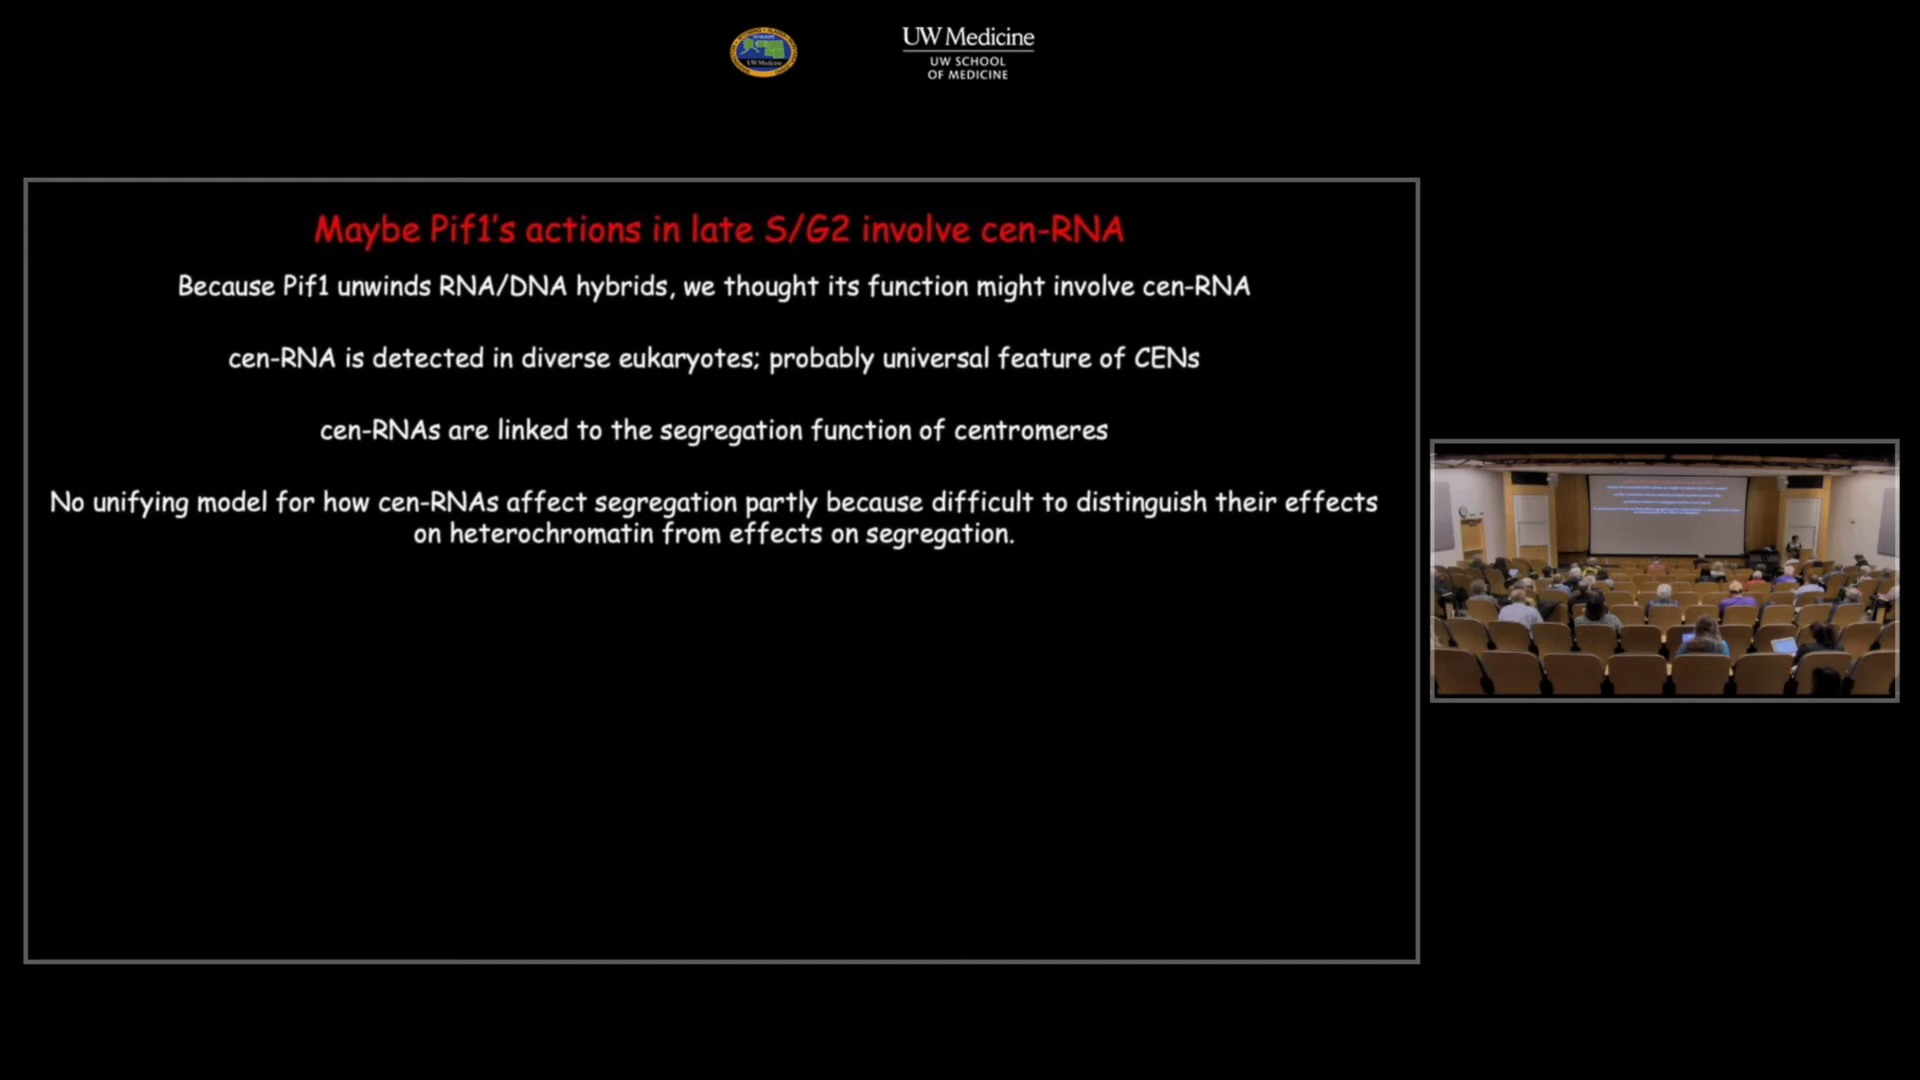 UW Medicine
UW Medicine
UW SCHOOL
OF MEDICINE
Maybe Pif1's actions in late S/G2 involve cen-RNA
Because Pif1 unwinds RNA/DNA hybrids, we thought its function might involve cen-RNA
cen-RNA is detected in diverse eukaryotes; probably universal feature of CENs
cen-RNAs are linked to the segregation function of centromeres
No unifying model for how cen-RNAs affect segregation partly because difficult to distinguish their effects
on heterochromatin from effects on segregation.